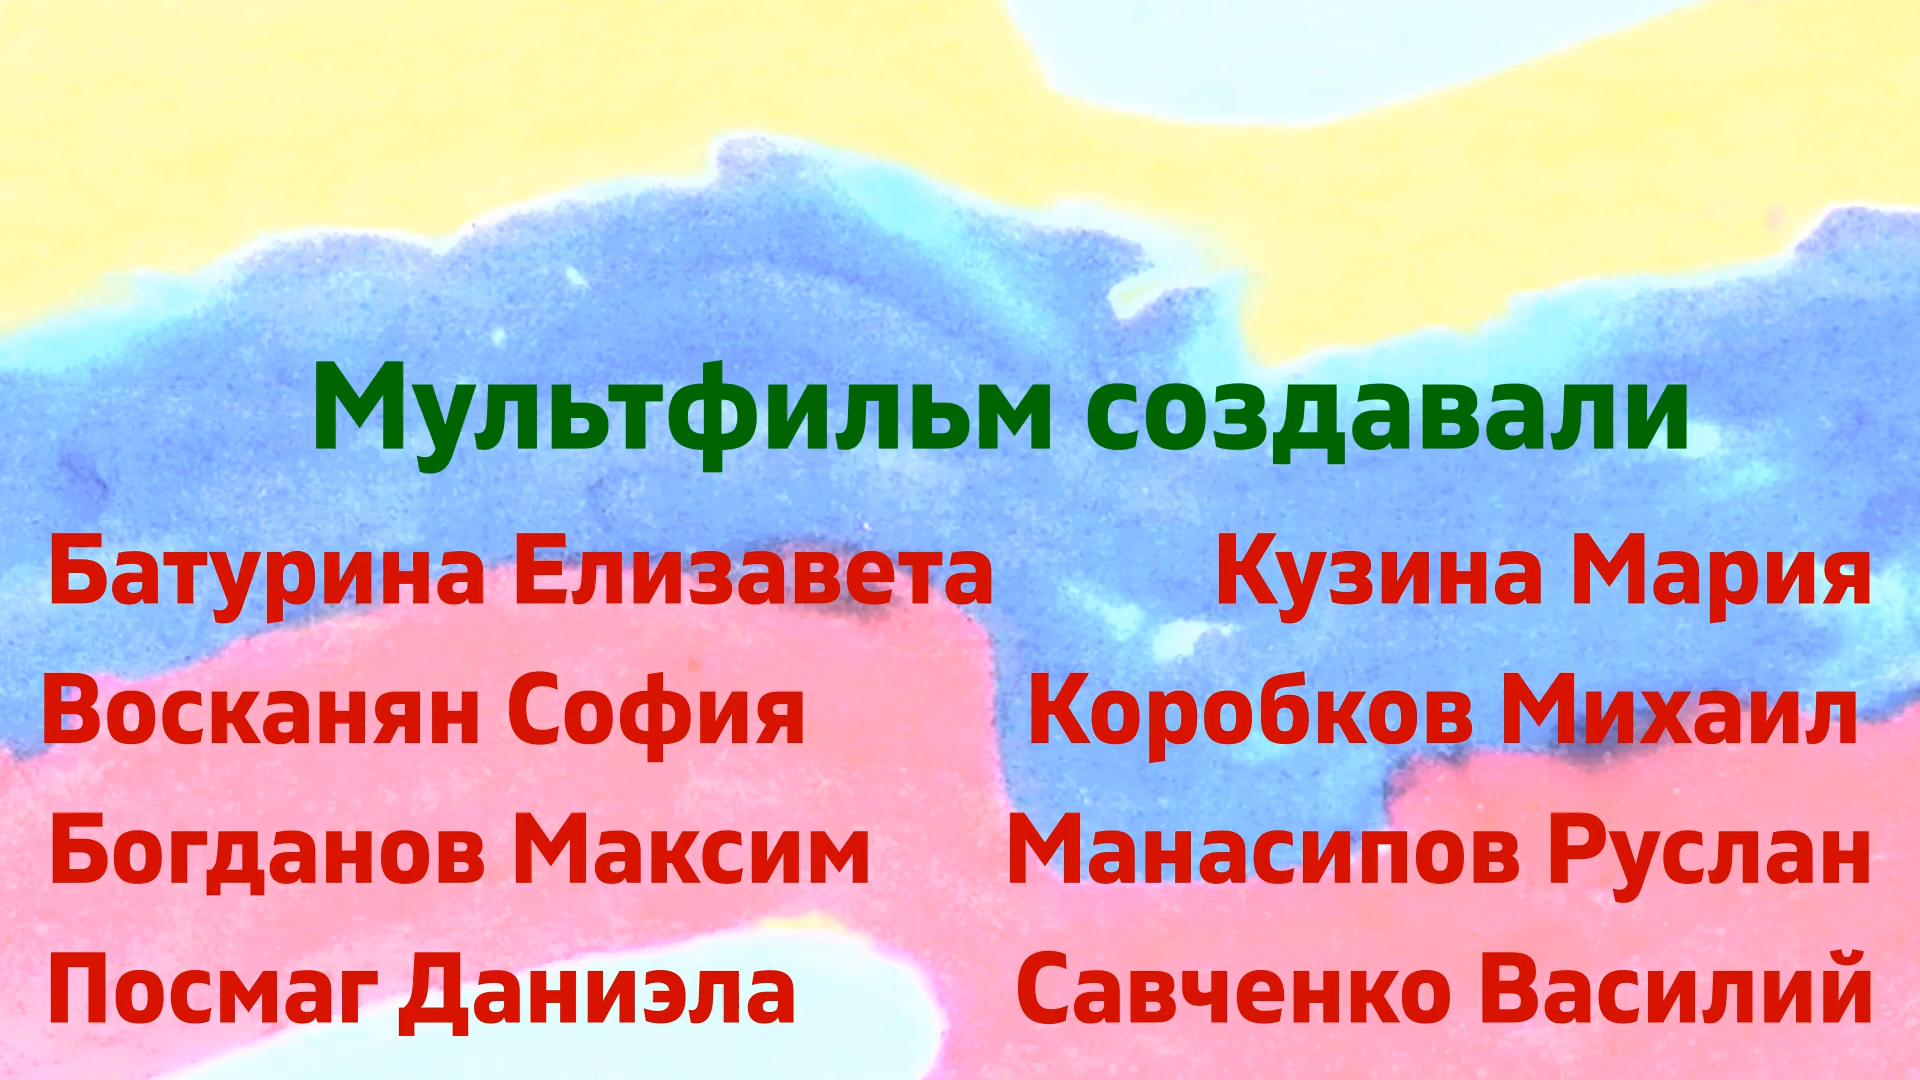 Мультфильм создавали
Батурина Елизавета
Кузина Мария
Восканян София
Коробков Михаил
Богданов Максим
Манасипов Руслан
Посмаг Даниэла
Савченко Василий